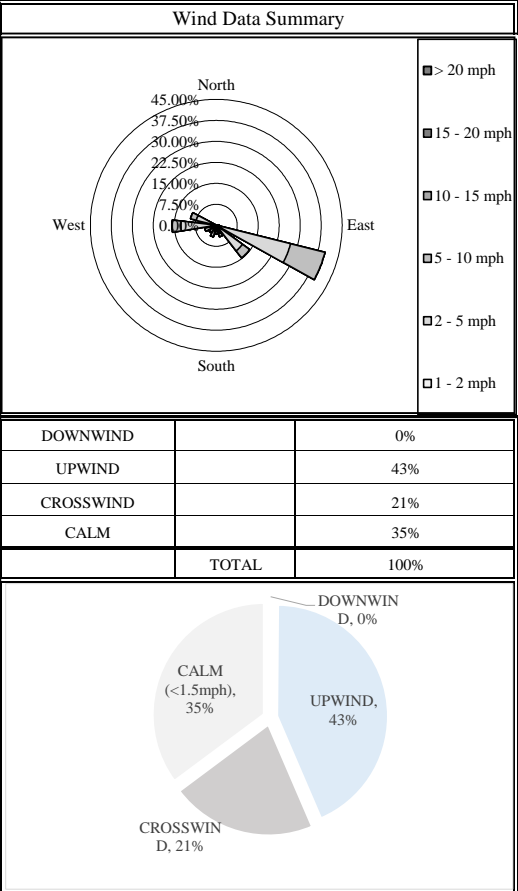 Wind Data Summary
North
45.00%
37.50%
30.00%
22.50%
15.00%
7.50%
0.
West
East
South
> 20 mph
15 - 20 mph
10 - 15 mph
5 - 10 mph
2 - 5 mph
1 - 2 mph
DOWNWIND 0%
UPWIND 43%
CROSSWIND 21%
CALM 35%
TOTAL 100%
DOWNWIN
D, 0%
CALM
(<1.5mph),
35%
UPWIND,
43%
CROSSWIN
D, 21%